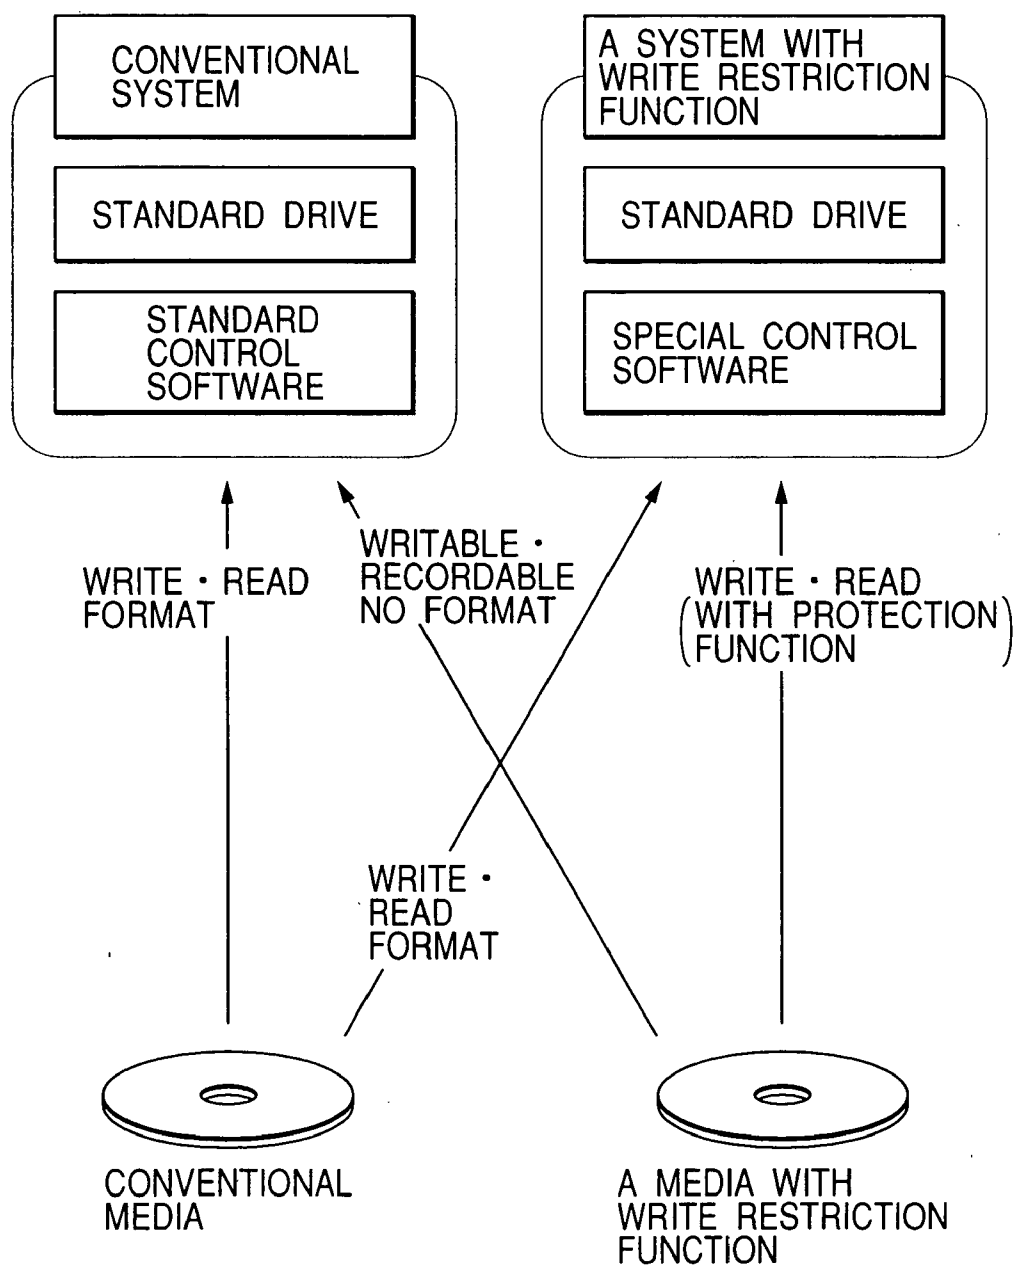 CONVENTIONAL
SYSTEM
STANDARD DRIVE
STANDARD
CONTROL
SOFTWARE
A SYSTEM WITH
WRITE RESTRICTION
FUNCTION
STANDARD DRIVE
SPECIAL CONTROL
SOFTWARE
WRITE・READ
FORMAT
WRITABLE・
RECORDABLE
NO FORMAT
WRITE・READ
(WITH PROTECTION
FUNCTION)
WRITE・
READ
FORMAT
CONVENTIONAL
MEDIA
A MEDIA WITH
WRITE RESTRICTION
FUNCTION